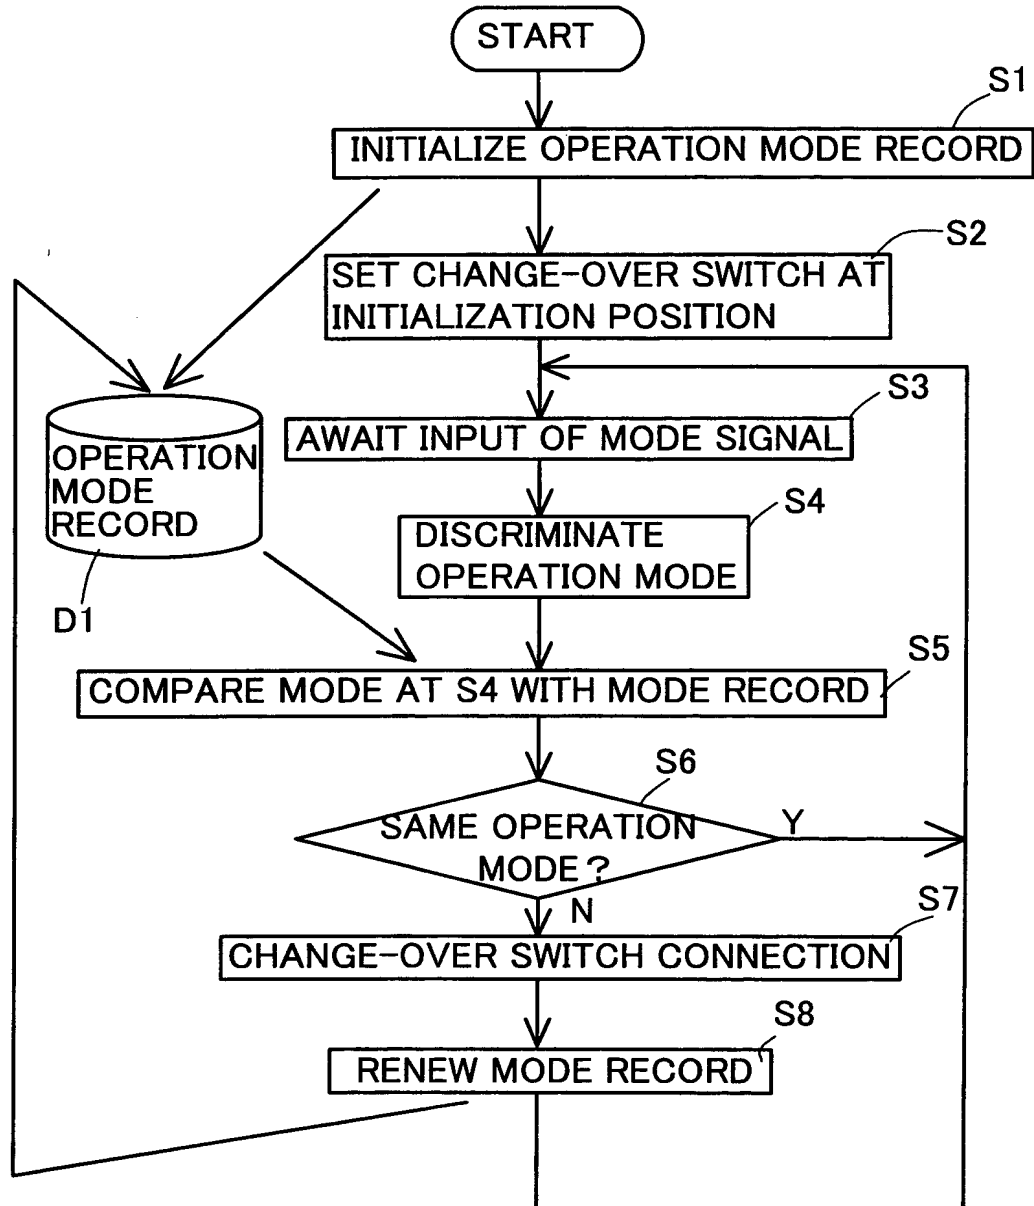 START
S1
INITIALIZE OPERATION MODE RECORD
S2
SET CHANGE-OVER SWITCH AT
INITIALIZATION POSITION
S3
AWAIT INPUT OF MODE SIGNAL
OPERATION
MODE
RECORD
D1
S4
DISCRIMINATE
OPERATION MODE
S5
COMPARE MODE AT S4 WITH MODE RECORD
S6
SAME OPERATION
MODE?
Y
N
S7
CHANGE-OVER SWITCH CONNECTION
S8
RENEW MODE RECORD